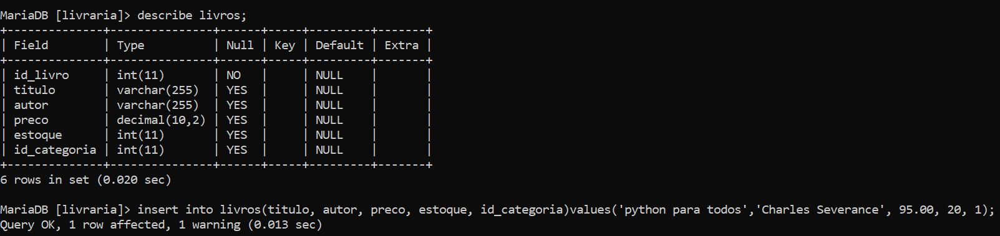 MariaDB [livraria]> describe livros;
+--------------+---------------+------+-----+---------+-------+
| Field        | Type          | Null | Key | Default | Extra |
+--------------+---------------+------+-----+---------+-------+
| id_livro     | int(11)       | NO   |     | NULL    |       |
| titulo       | varchar(255)  | YES  |     | NULL    |       |
| autor        | varchar(255)  | YES  |     | NULL    |       |
| preco        | decimal(10,2) | YES  |     | NULL    |       |
| estoque      | int(11)       | YES  |     | NULL    |       |
| id_categoria | int(11)       | YES  |     | NULL    |       |
+--------------+---------------+------+-----+---------+-------+
6 rows in set (0.020 sec)
MariaDB [livraria]> insert into livros(titulo, autor, preco, estoque, id_categoria)values('python para todos','Charles Severance', 95.00, 20, 1);
Query OK, 1 row affected, 1 warning (0.013 sec)